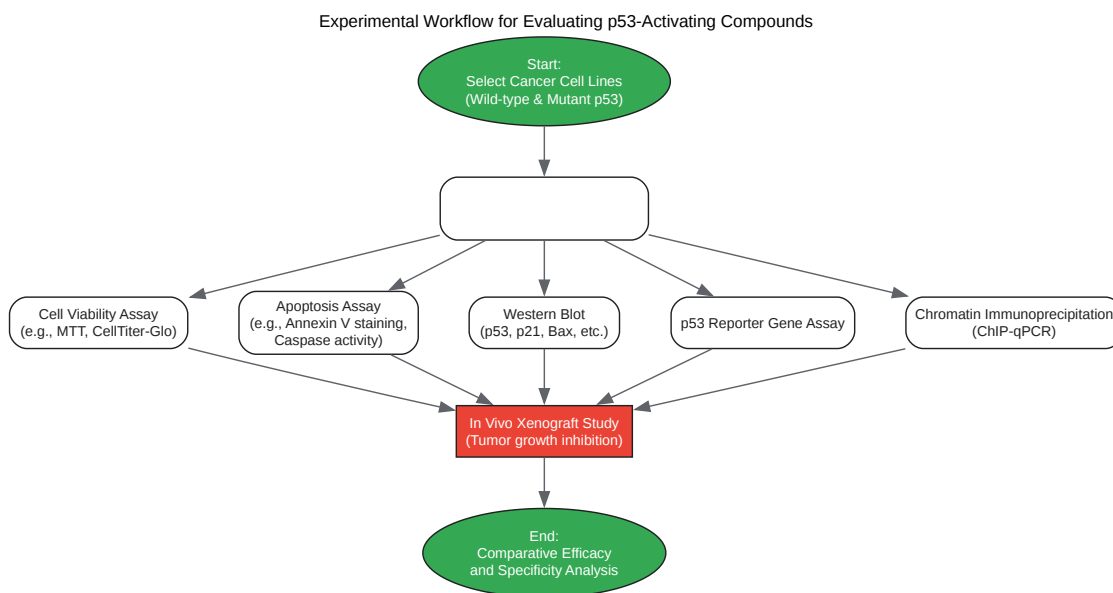 Experimental Workflow for Evaluating p53-Activating Compounds
Start:
Select Cancer Cell Lines
(Wild-type & Mutant p53)
Cell Viability Assay
(e.g., MTT, CellTiter-Glo)
Apoptosis Assay
(e.g., Annexin V staining,
Caspase activity)
Western Blot
(p53, p21, Bax, etc.)
p53 Reporter Gene Assay
Chromatin Immunoprecipitation
(ChIP-qPCR)
In Vivo Xenograft Study
(Tumor growth inhibition)
End:
Comparative Efficacy
and Specificity Analysis